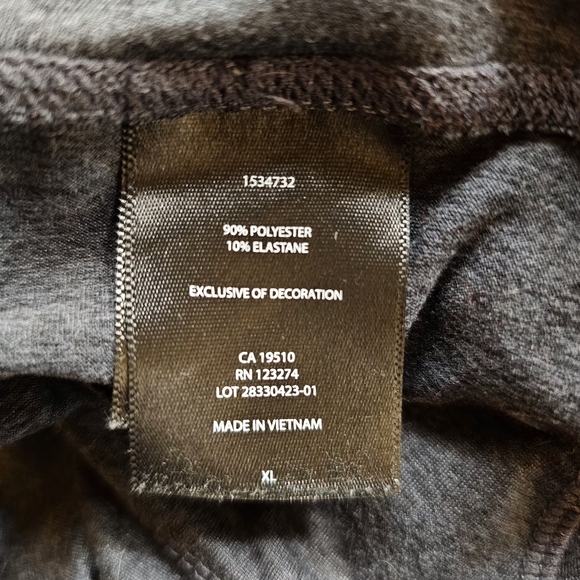 1534732
90% POLYESTER
10% ELASTANE
EXCLUSIVE OF DECORATION
CA 19510
RN 123274
LOT 28330423-01
MADE IN VIETNAM
XL